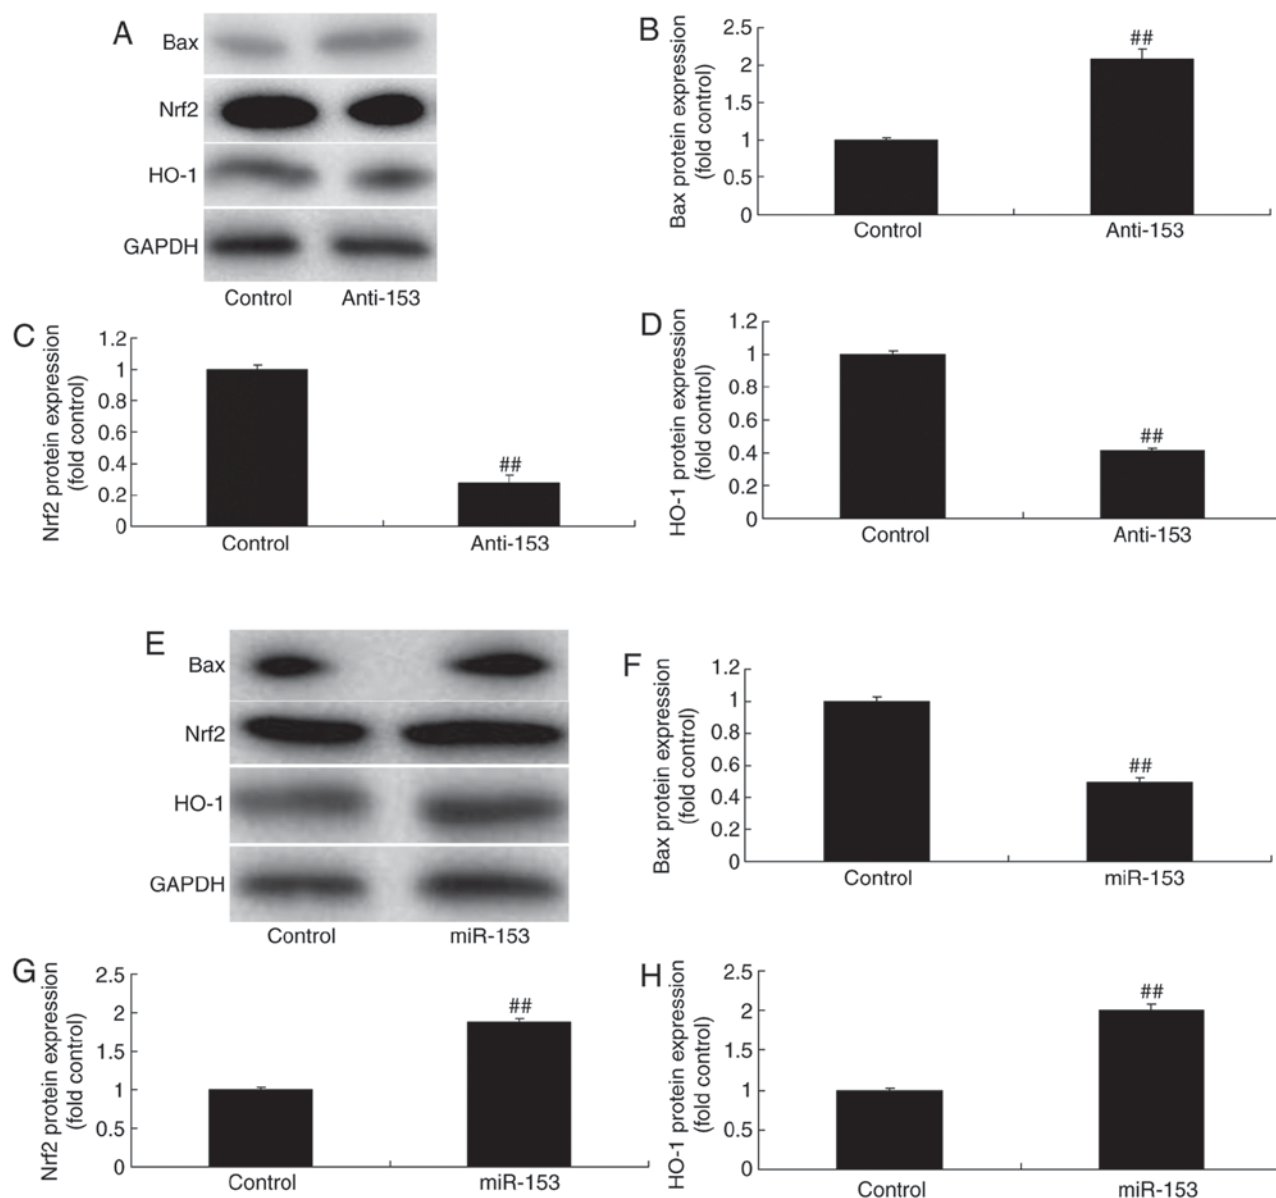 A
Bax
Nrf2
HO-1
GAPDH
Control Anti-153
B
Bax protein expression
(fold control)
2.5
2
1.5
1
0.5
0
##
Control Anti-153
C
Nrf2 protein expression
(fold control)
1.2
1
0.8
0.6
0.4
0.2
0
##
Control Anti-153
D
HO-1 protein expression
(fold control)
1.2
1
0.8
0.6
0.4
0.2
0
##
Control Anti-153
E
Bax
Nrf2
HO-1
GAPDH
Control miR-153
F
Bax protein expression
(fold control)
1.2
1
0.8
0.6
0.4
0.2
0
##
Control miR-153
G
Nrf2 protein expression
(fold control)
2.5
2
1.5
1
0.5
0
##
Control miR-153
H
HO-1 protein expression
(fold control)
2.5
2
1.5
1
0.5
0
##
Control miR-153